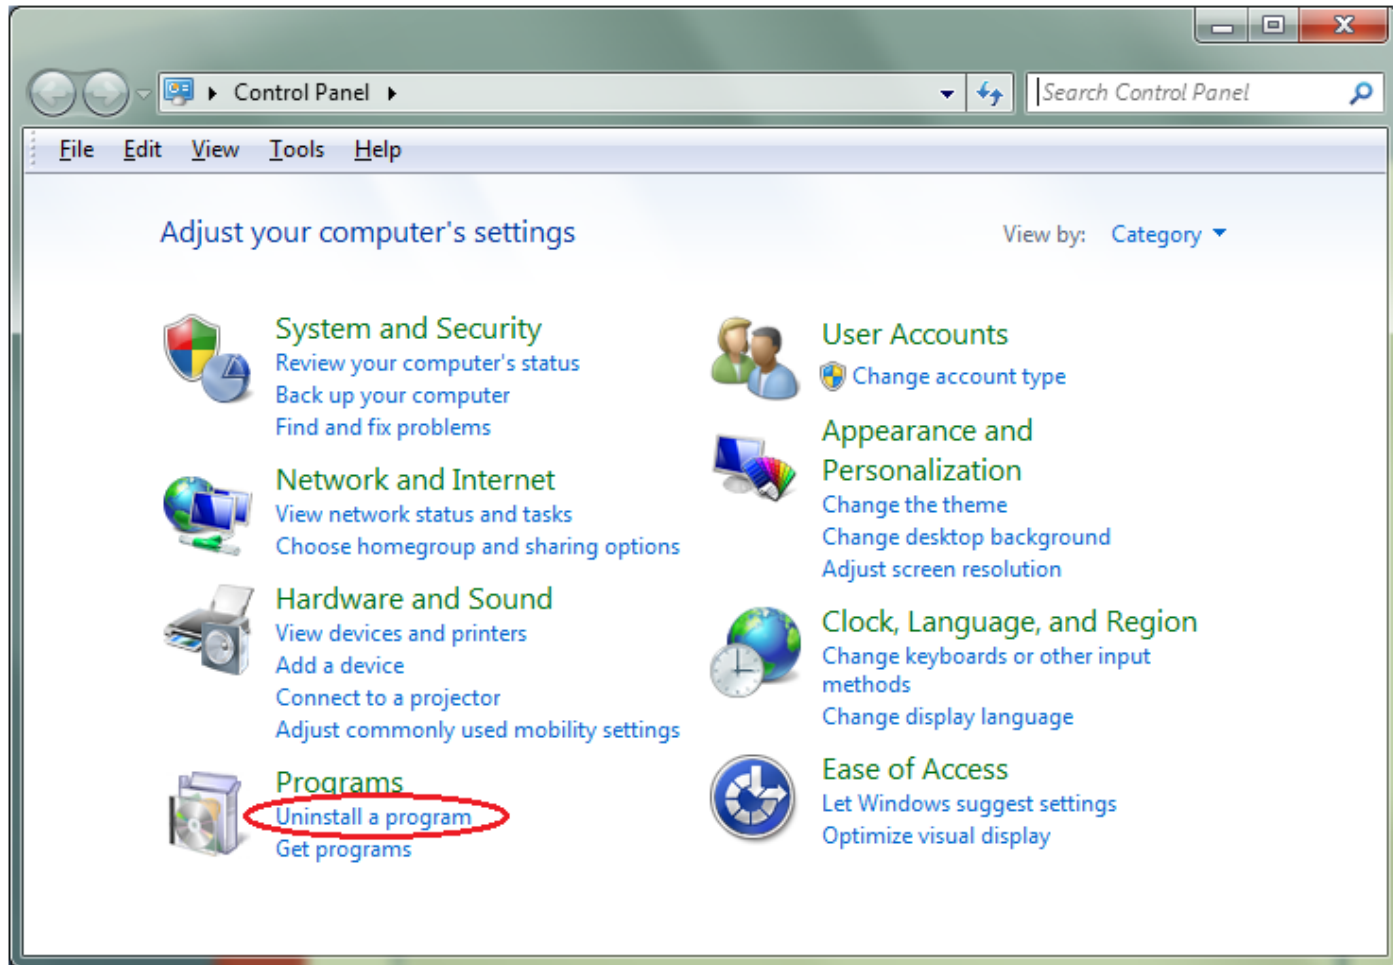 Control Panel
Search Control Panel
File Edit View Tools Help
Adjust your computer's settings
View by: Category
System and Security
Review your computer's status
Back up your computer
Find and fix problems
Network and Internet
View network status and tasks
Choose homegroup and sharing options
Hardware and Sound
View devices and printers
Add a device
Connect to a projector
Adjust commonly used mobility settings
Programs
Uninstall a program
Get programs
User Accounts
Change account type
Appearance and
Personalization
Change the theme
Change desktop background
Adjust screen resolution
Clock, Language, and Region
Change keyboards or other input
methods
Change display language
Ease of Access
Let Windows suggest settings
Optimize visual display